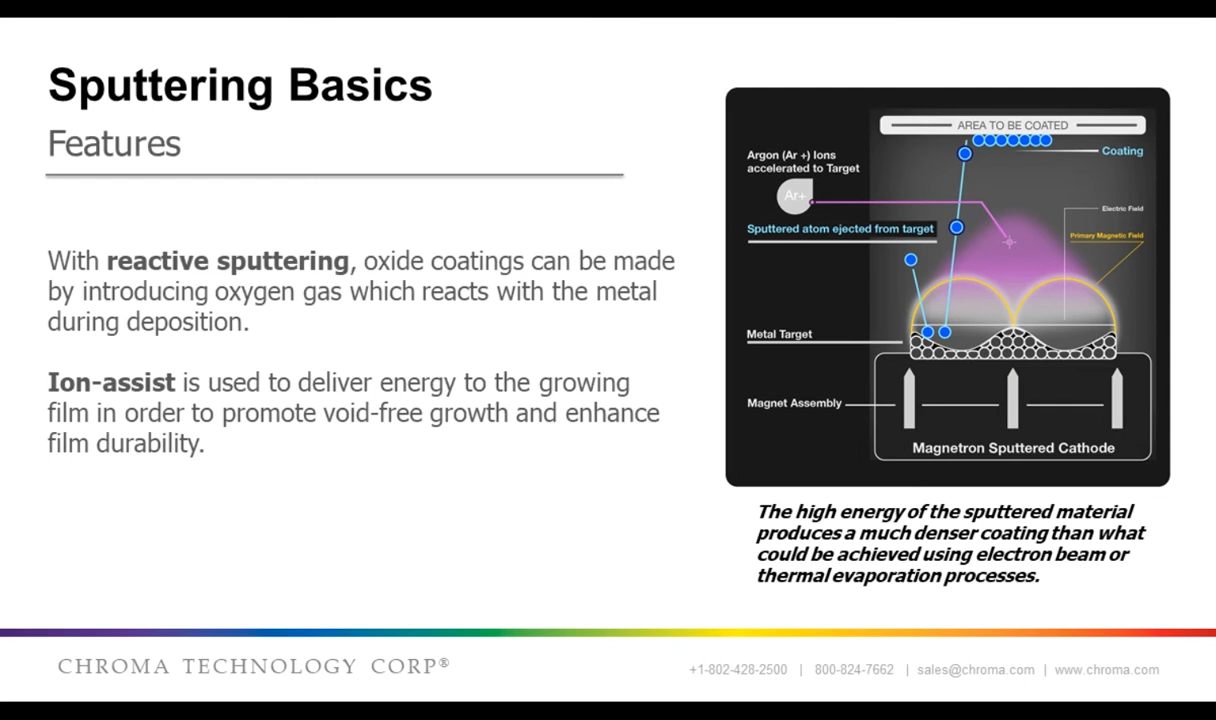 Sputtering Basics
Features
With reactive sputtering, oxide coatings can be made
by introducing oxygen gas which reacts with the metal
during deposition.
Ion-assist is used to deliver energy to the growing
film in order to promote void-free growth and enhance
film durability.
AREA TO BE COATED
Coating
Argon (Ar +) Ions
accelerated to Target
Ar+
Electric Field
Sputtered atom ejected from target
Primary Magnetic Field
Metal Target
Magnet Assembly
Magnetron Sputtered Cathode
The high energy of the sputtered material
produces a much denser coating than what
could be achieved using electron beam or
thermal evaporation processes.
CHROMA TECHNOLOGY CORP®
+1-802-428-2500 | 800-824-7662 | sales@chroma.com | www.chroma.com